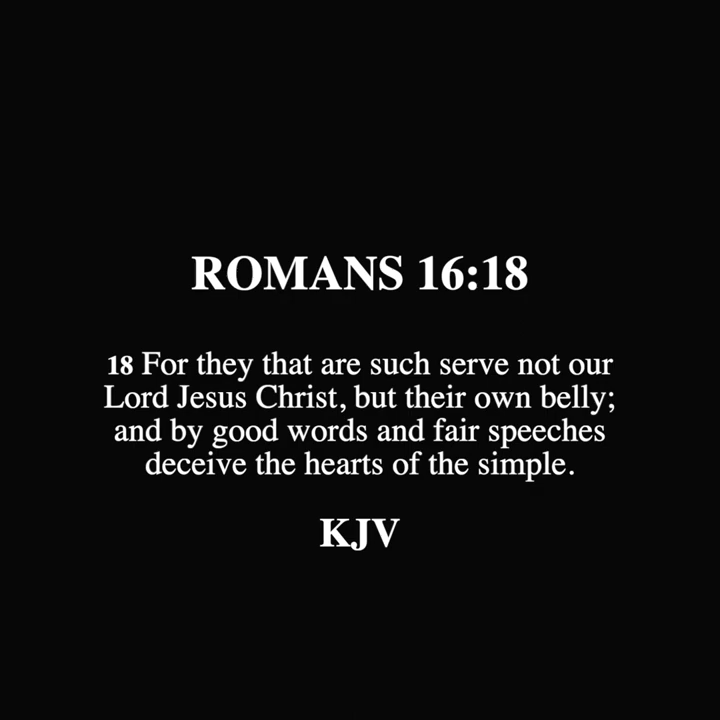 ROMANS 16:18
18 For they that are such serve not our
Lord Jesus Christ, but their own belly;
and by good words and fair speeches
deceive the hearts of the simple.
KJV